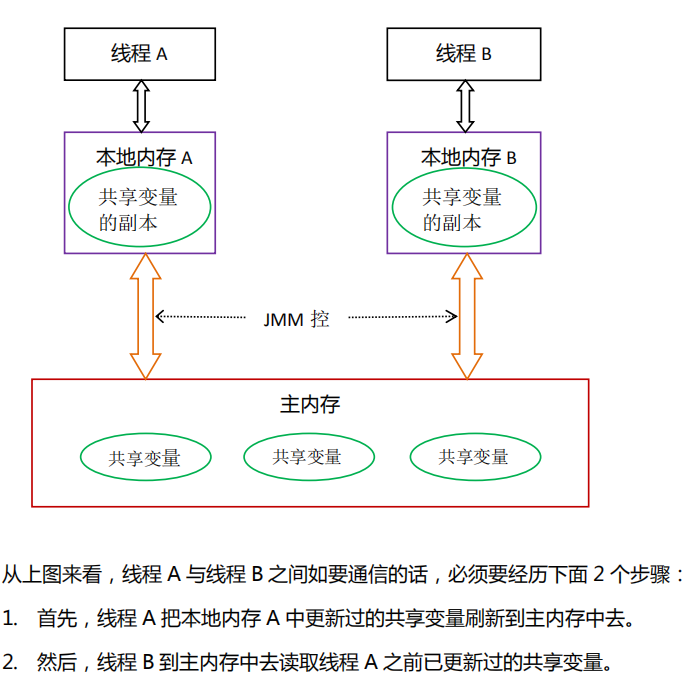 线程 A
线程 B
本地内存 A
本地内存 B
共享变量
的副本
共享变量
的副本
JMM 控
主内存
共享变量
共享变量
共享变量
从上图来看，线程 A 与线程 B 之间如要通信的话，必须要经历下面 2 个步骤：
1. 首先，线程 A 把本地内存 A 中更新过的共享变量刷新到主内存中去。
2. 然后，线程 B 到主内存中去读取线程 A 之前已更新过的共享变量。